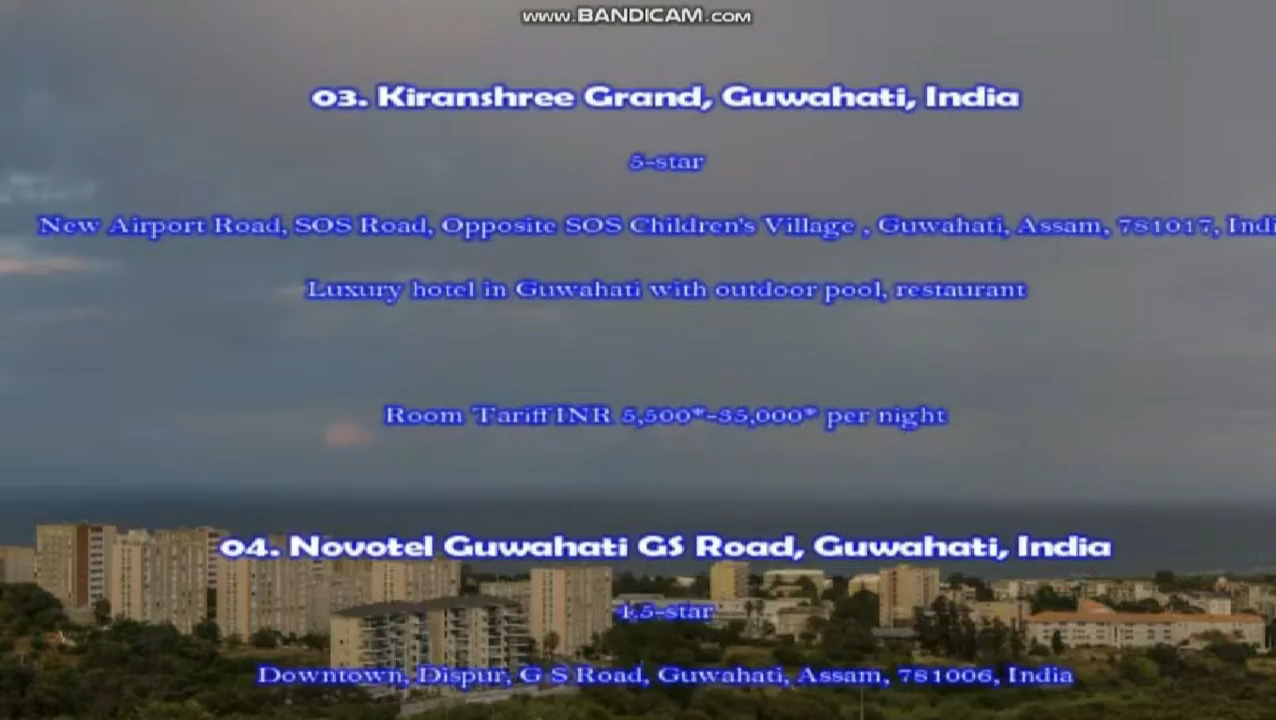 www.BANDICAM.com
03. Kiranshree Grand, Guwahati, India
5-star
New Airport Road, SOS Road, Opposite SOS Children's Village , Guwahati, Assam, 781017, Indi
Luxury hotel in Guwahati with outdoor pool, restaurant
Room Tariff INR 5,500*-35,000* per night
04. Novotel Guwahati GS Road, Guwahati, India
4.5-star
Downtown, Dispur, G S Road, Guwahati, Assam, 781006, India